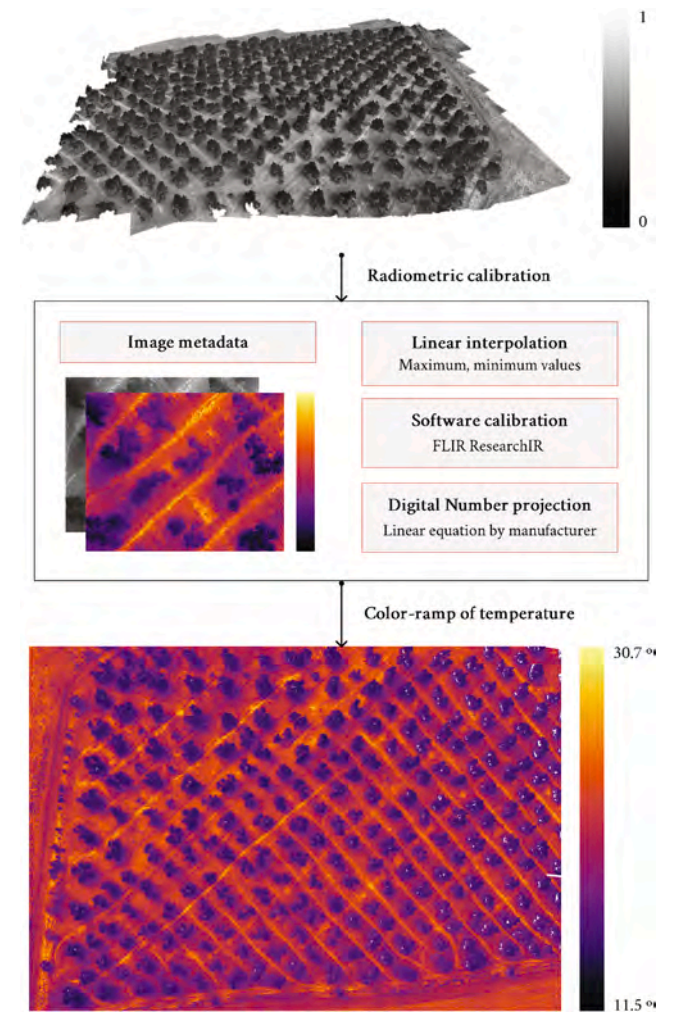 1
0
Radiometric calibration
Image metadata
Linear interpolation
Maximum, minimum values
Software calibration
FLIR ResearchIR
Digital Number projection
Linear equation by manufacturer
Color-ramp of temperature
30.7 º
11.5 º